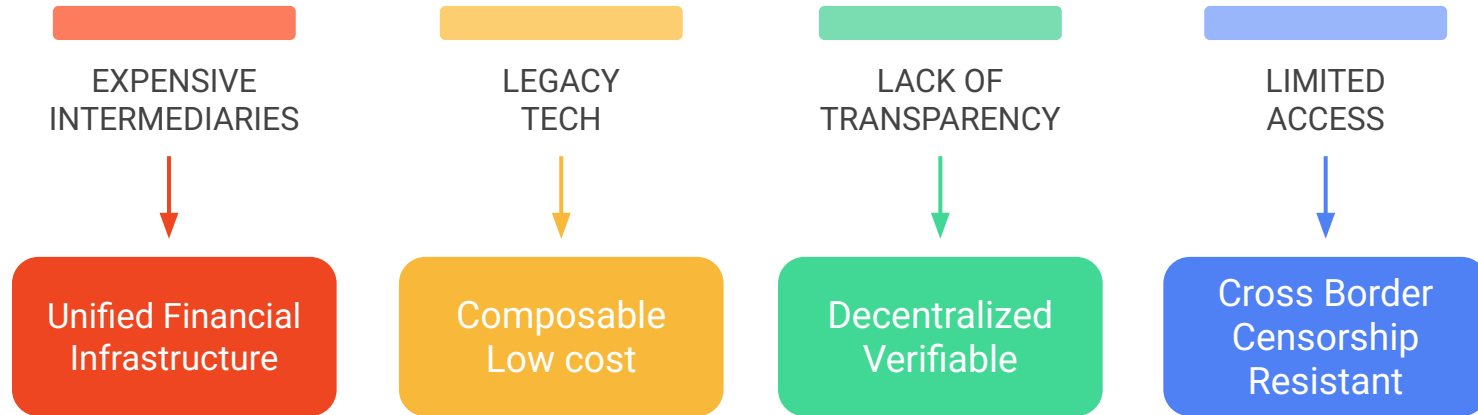 EXPENSIVE
INTERMEDIARIES
LEGACY
TECH
LACK OF
TRANSPARENCY
LIMITED
ACCESS
Unified Financial
Infrastructure
Composable
Low cost
Decentralized
Verifiable
Cross Border
Censorship
Resistant